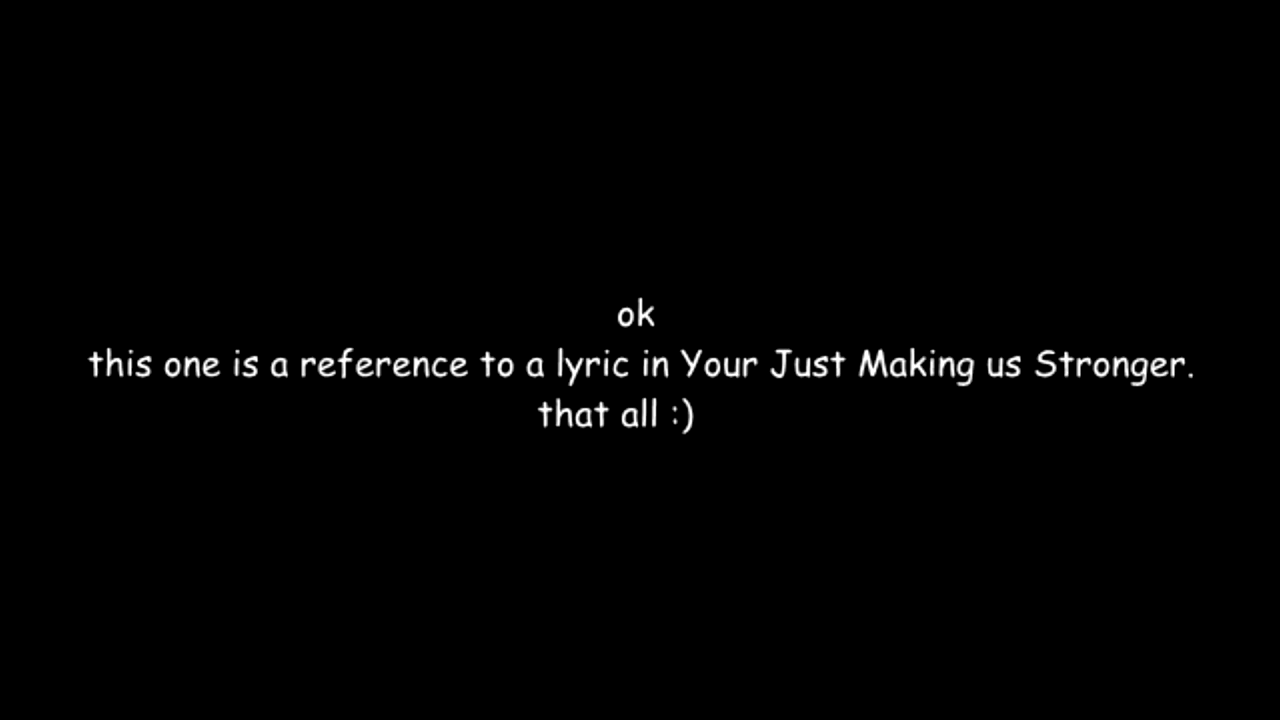 ok
this one is a reference to a lyric in Your Just Making us Stronger.
that all :)